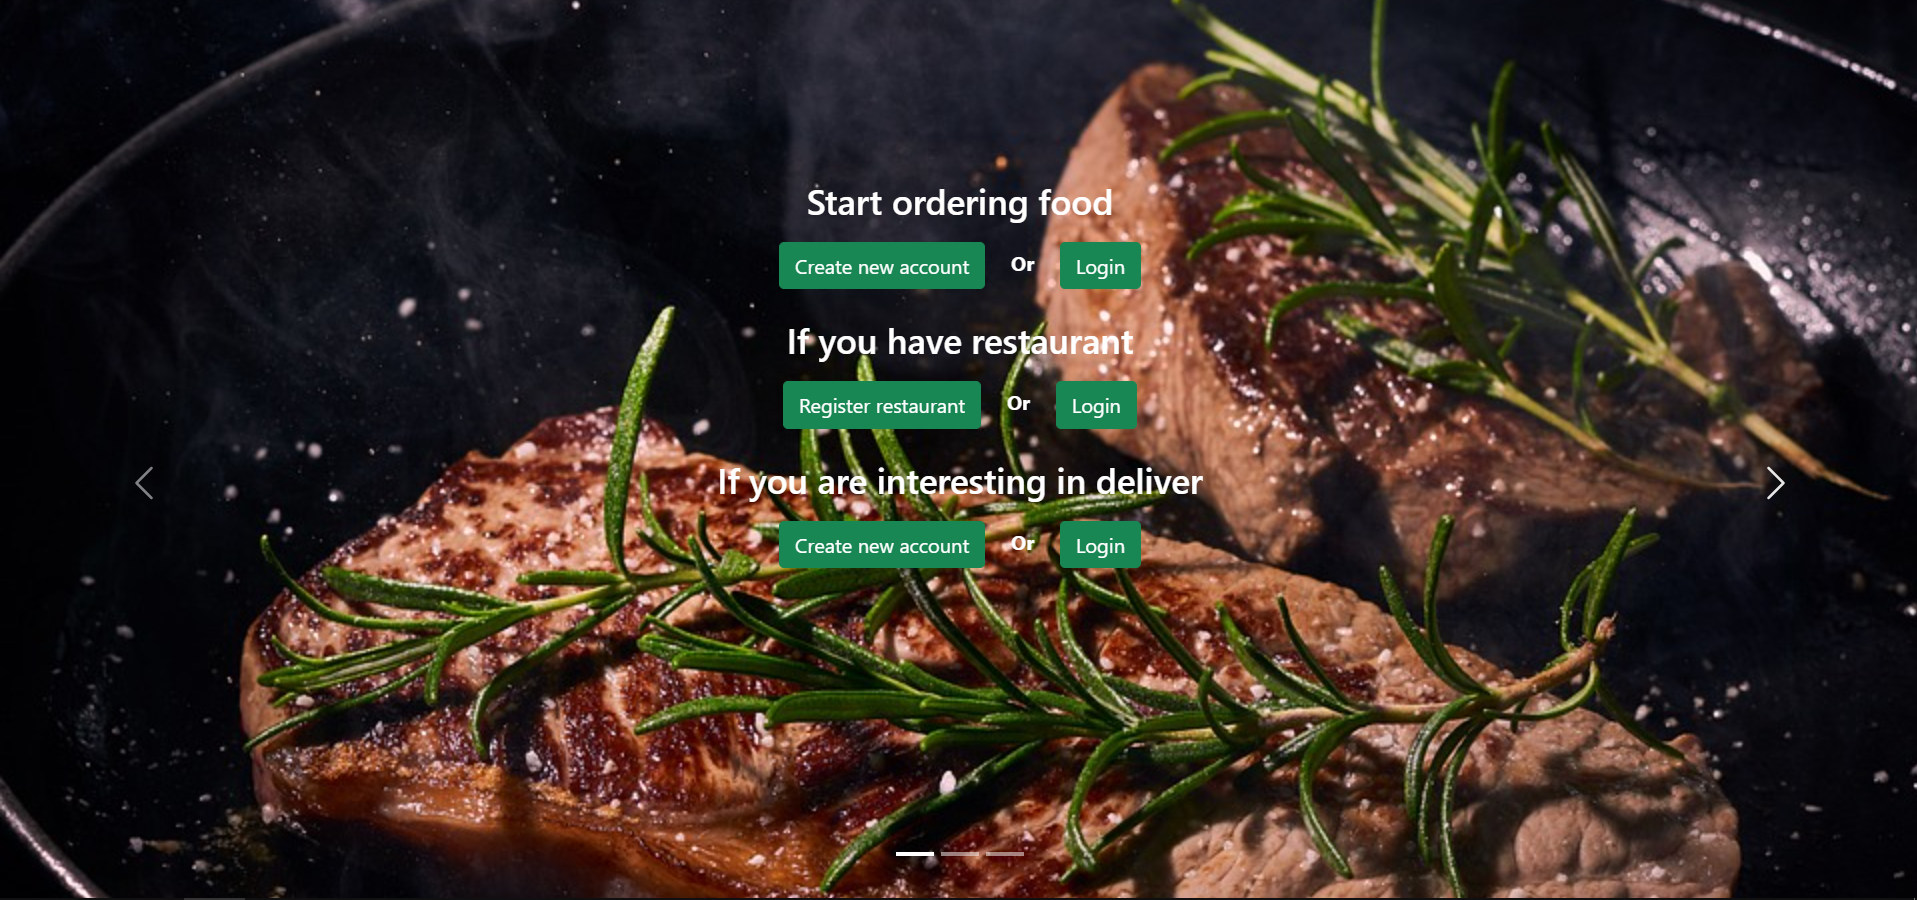 Start ordering food
Create new account Or Login
If you have restaurant
Register restaurant Or Login
If you are interesting in deliver
Create new account Or Login